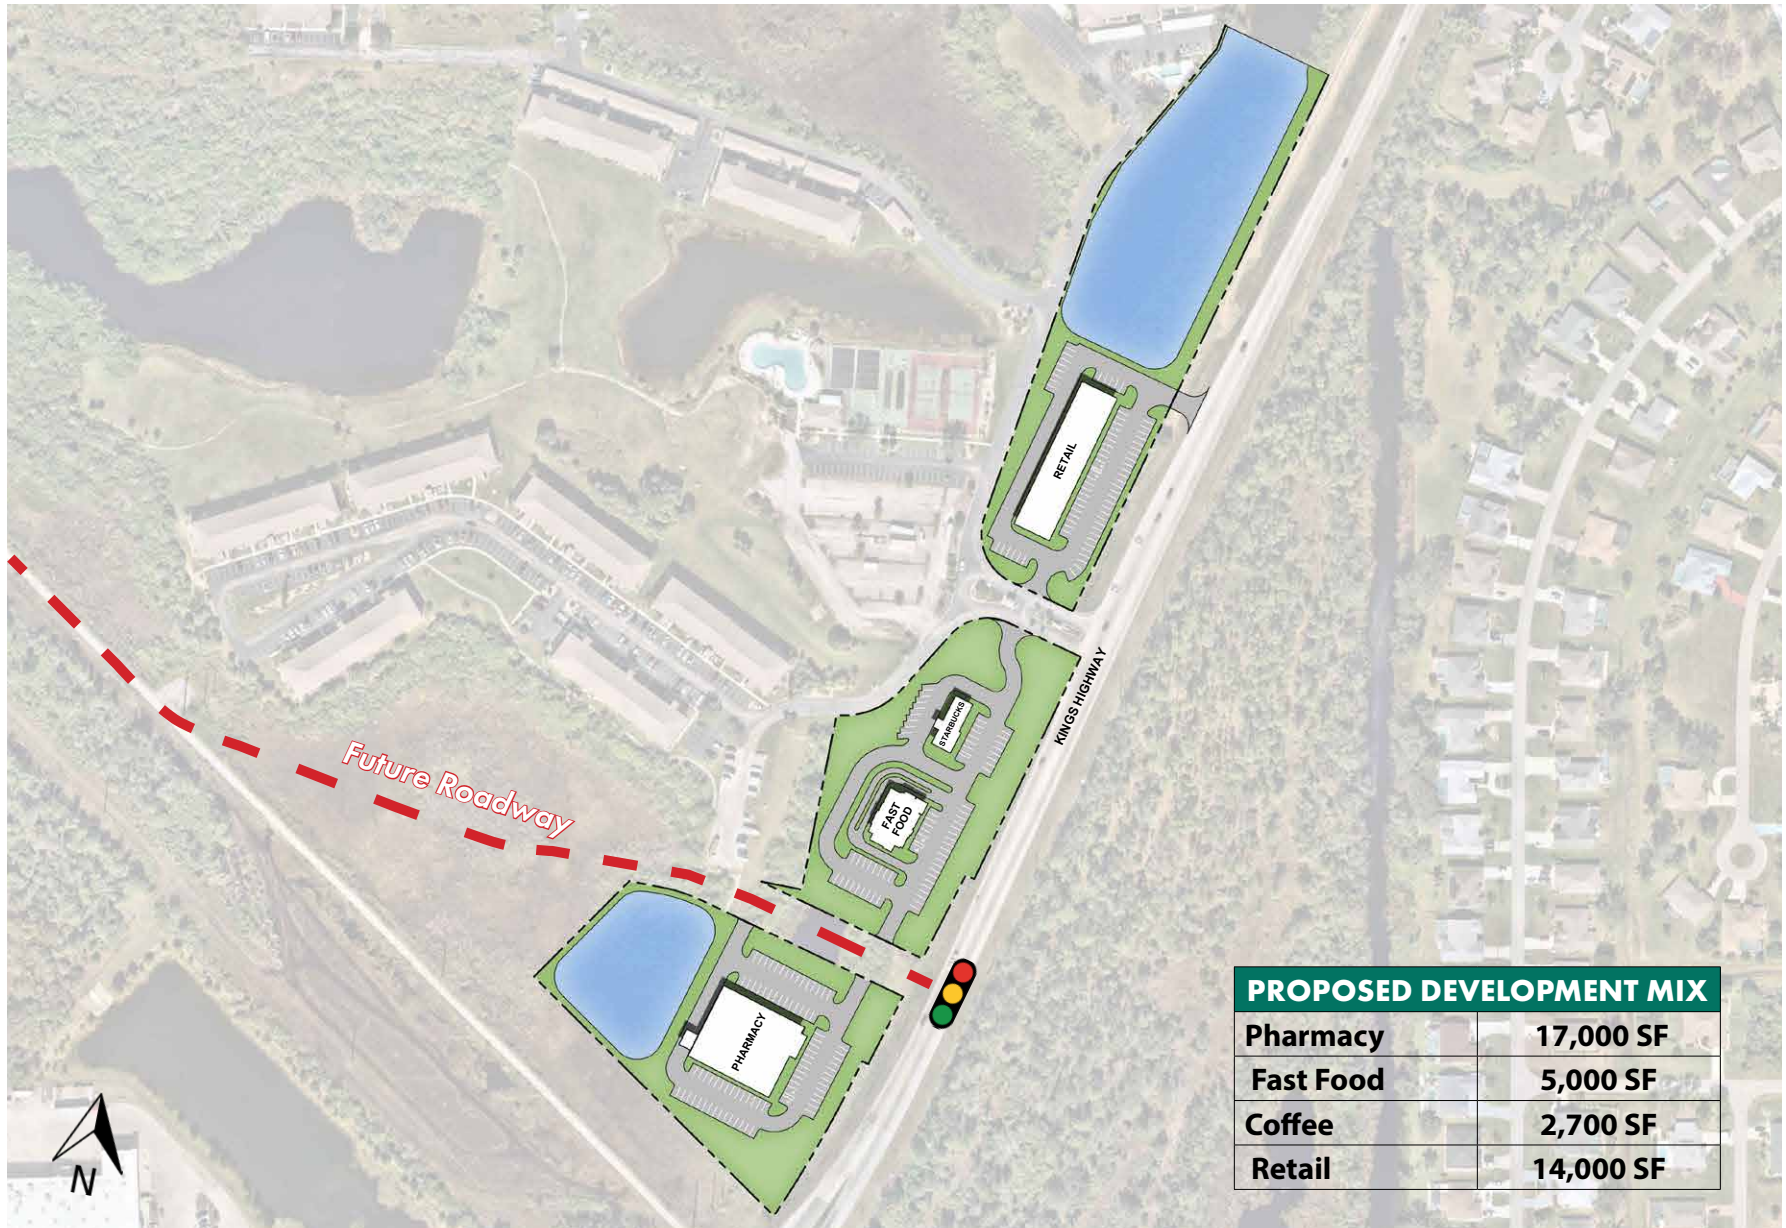 RETAIL
KINGS HIGHWAY
STARBUCKS
FAST
FOOD
Future Roadway
PHARMACY
PROPOSED DEVELOPMENT MIX
Pharmacy 17,000 SF
Fast Food 5,000 SF
Coffee 2,700 SF
Retail 14,000 SF
N